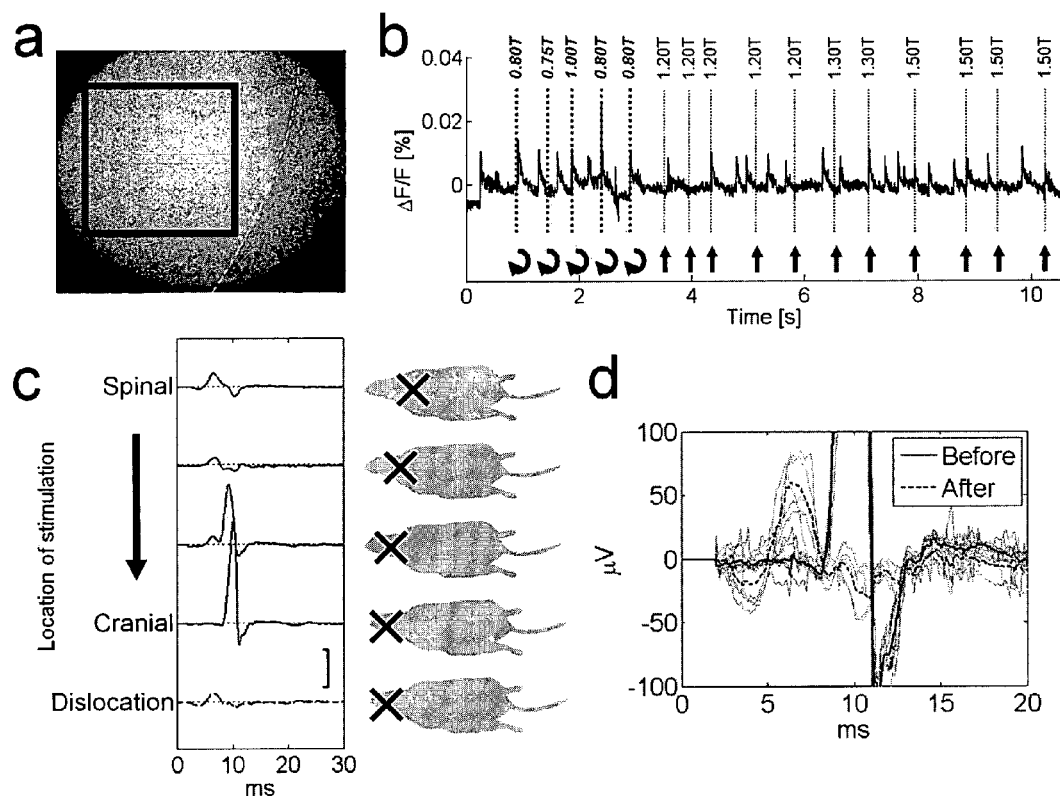 a
b
0.80T 0.75T 1.00T 0.80T 0.80T 1.20T 1.20T 1.20T 1.20T 1.20T 1.30T 1.30T 1.50T 1.50T 1.50T 1.50T
0.04
0.02
0
ΔF/F [%]
0 2 4 6 8 10
Time [s]
c
Spinal
Cranial
Dislocation
Location of stimulation
0 10 20 30
ms
d
100
50
0
-50
-100
μV
Before
After
0 5 10 15 20
ms